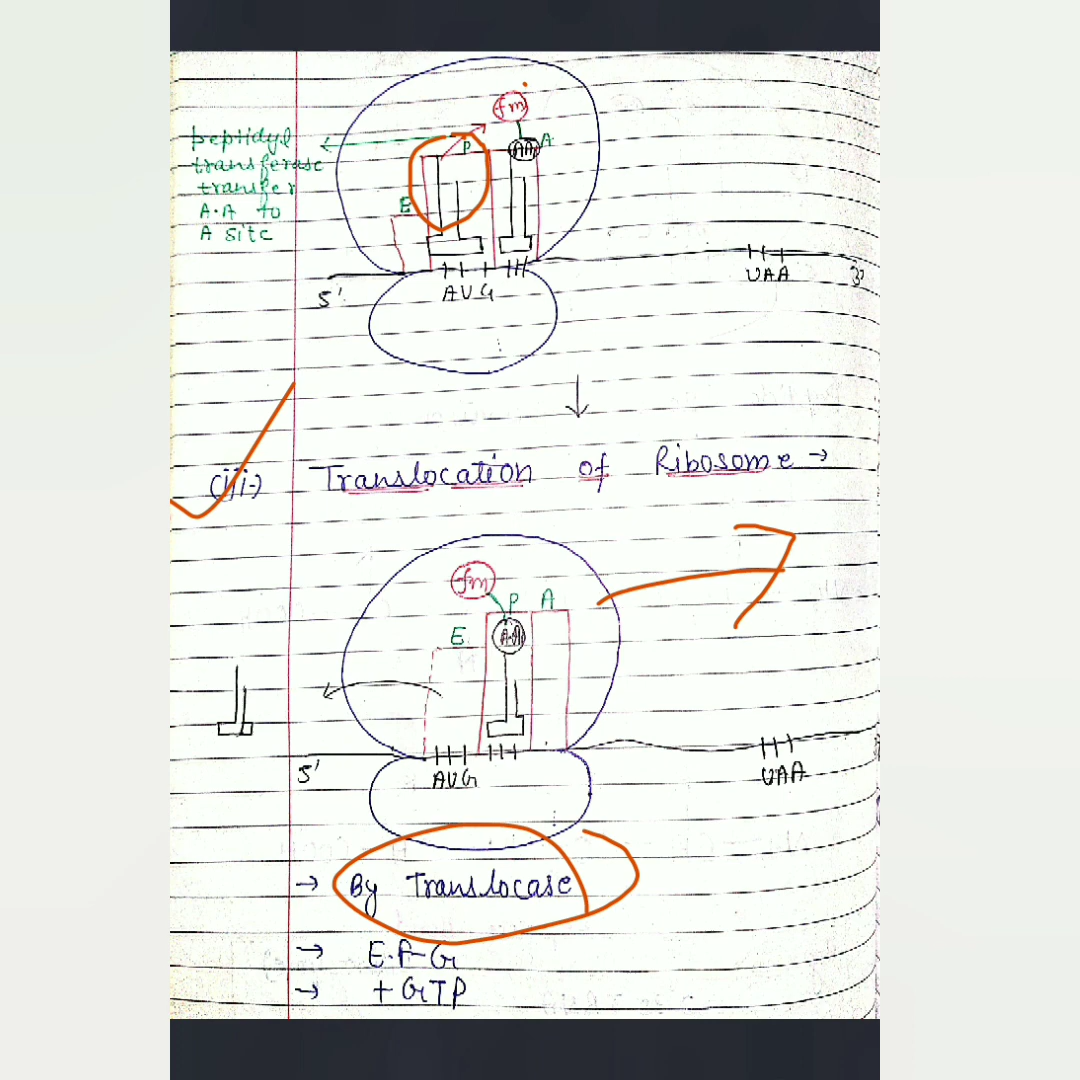 fm
P
AA
A
peptidyl
transferase
transfer
A.A to
A site
E
5'
AUG
UAA
3'
(iii) Translocation of Ribosome →
fm
P A
E
A.A
5'
AUG
UAA
→ By Translocase
→ E.F-G
→ + GTP